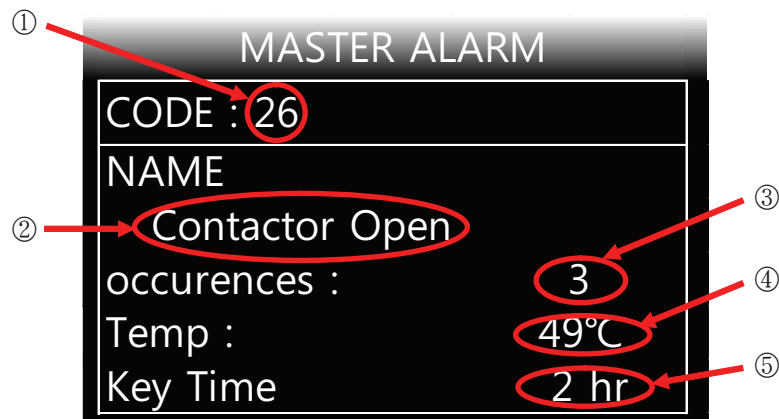 ①
MASTER ALARM
CODE : 26
NAME
② Contactor Open
③
occurences : 3
④
Temp : 49℃
⑤
Key Time 2 hr